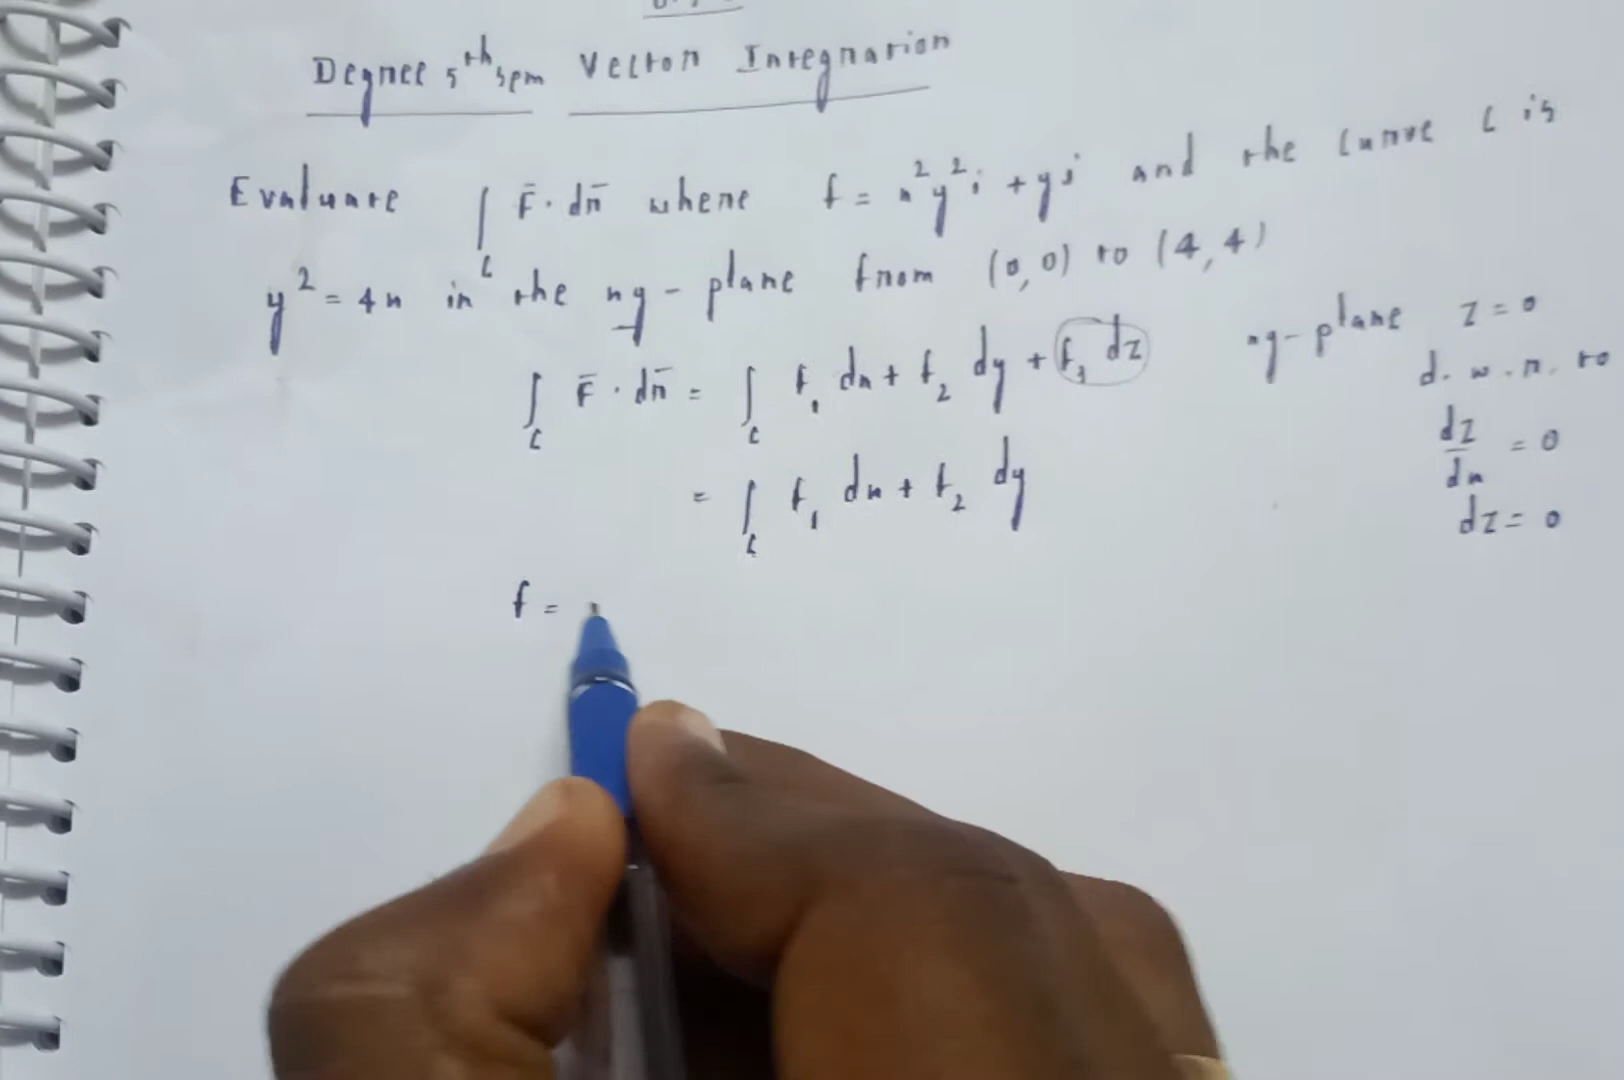 Degree 5th sem Vector Integration
Evaluate ∫_C F̄ · dr̄ where f = x²y²i + yj and the curve C is
y² = 4x in the xy - plane from (0,0) to (4,4)
∫_C F̄ · dr̄ = ∫_C f₁ dx + f₂ dy + f₃ dz
= ∫_C f₁ dx + f₂ dy
f =
xy - plane z = 0
d. w. r. to
dz/dx = 0
dz = 0